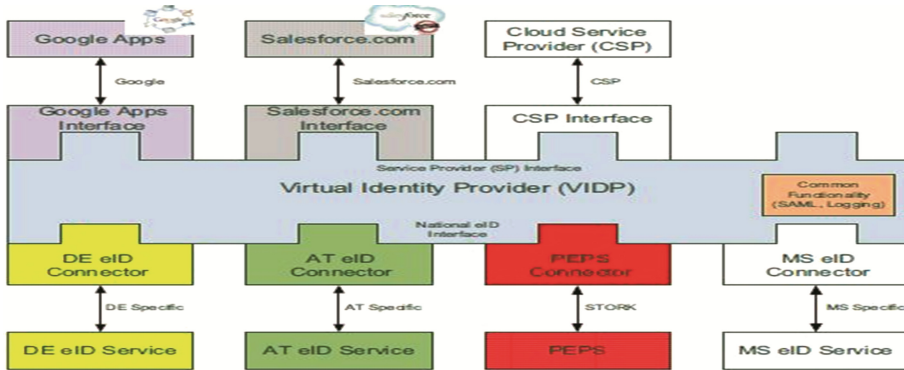 Google
salesforce
Google Apps
Salesforce.com
Cloud Service
Provider (CSP)
Google
Salesforce.com
CSP
Google Apps
Interface
Salesforce.com
Interface
CSP Interface
Service Provider (SP) Interface
Virtual Identity Provider (VIDP)
Common
Functionality
(SAML, Logging)
National eID
Interface
DE eID
Connector
AT eID
Connector
PEPS
Connector
MS eID
Connector
DE Specific
AT Specific
STORK
MS Specific
DE eID Service
AT eID Service
PEPS
MS eID Service